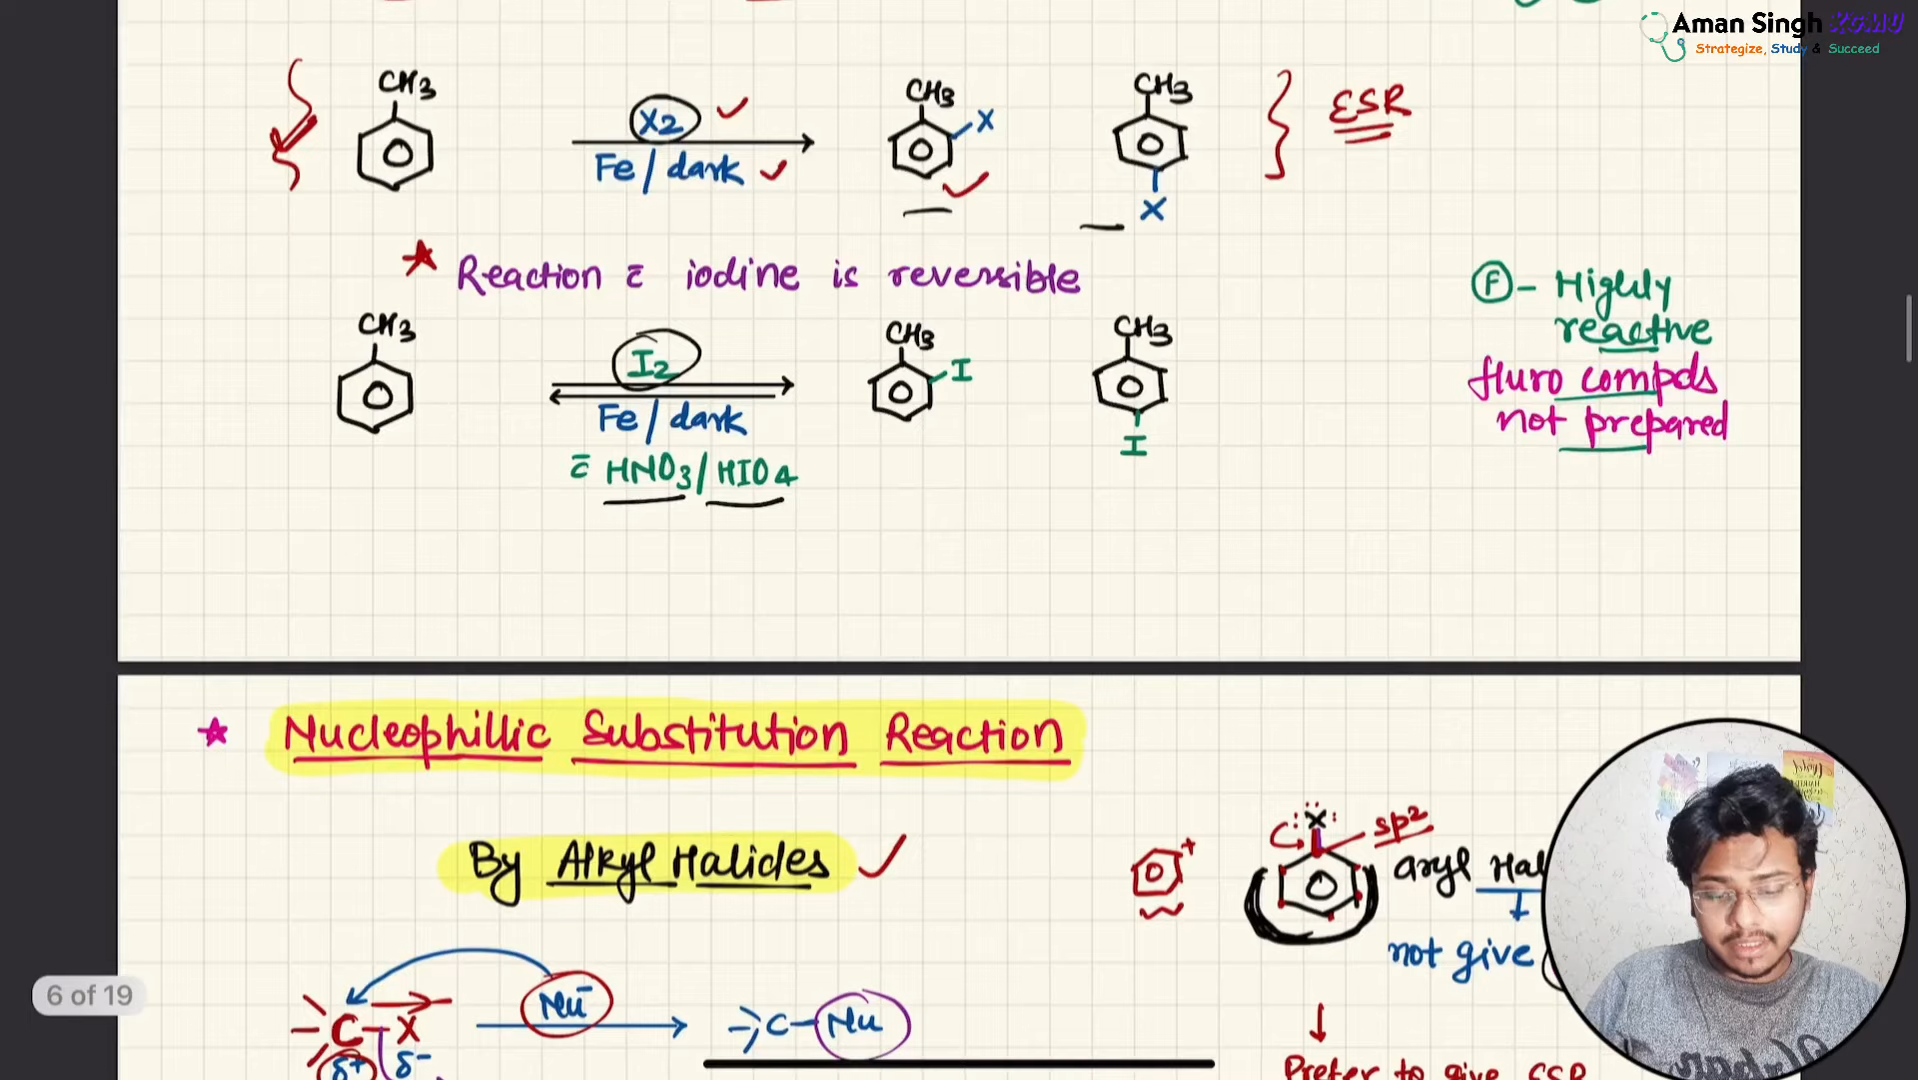 Aman Singh KGMU
Strategize, Study & Succeed
CH3
X2
Fe / dark
CH3
X
CH3
X
ESR
Reaction c̄ iodine is reversible
F - Highly
reactive
fluro compds
not prepared
CH3
I2
Fe / dark
c̄ HNO3 / HIO4
CH3
I
CH3
I
Nucleophillic Substitution Reaction
By Alkyl Halides
+
:X:
sp2
aryl Hal
not give
6 of 19
C - X
δ+ δ-
Nu-
C - Nu
Prefer to give ESR